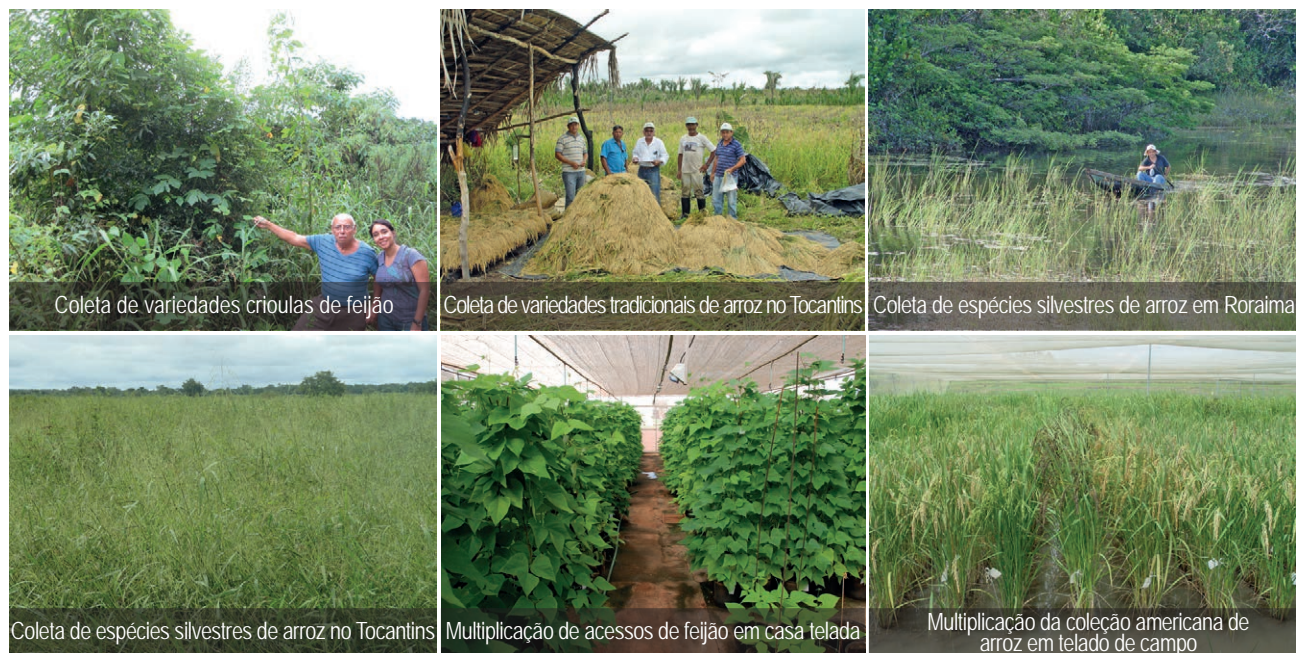 Coleta de variedades crioulas de feijão
Coleta de variedades tradicionais de arroz no Tocantins
Coleta de espécies silvestres de arroz em Roraima
Coleta de espécies silvestres de arroz no Tocantins
Multiplicação de acessos de feijão em casa telada
Multiplicação da coleção americana de
arroz em telado de campo